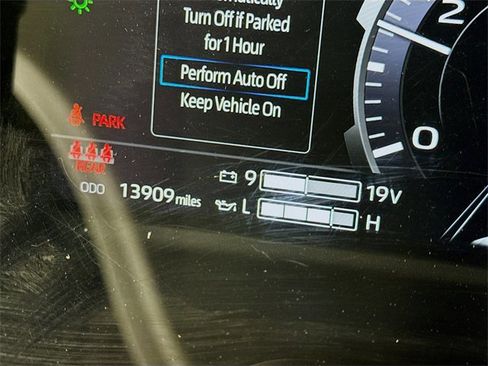 Turn Off if Parked
for 1 Hour
Perform Auto Off
Keep Vehicle On
2
0
PARK
REAR
ODO 13909 miles
9 19V
L H